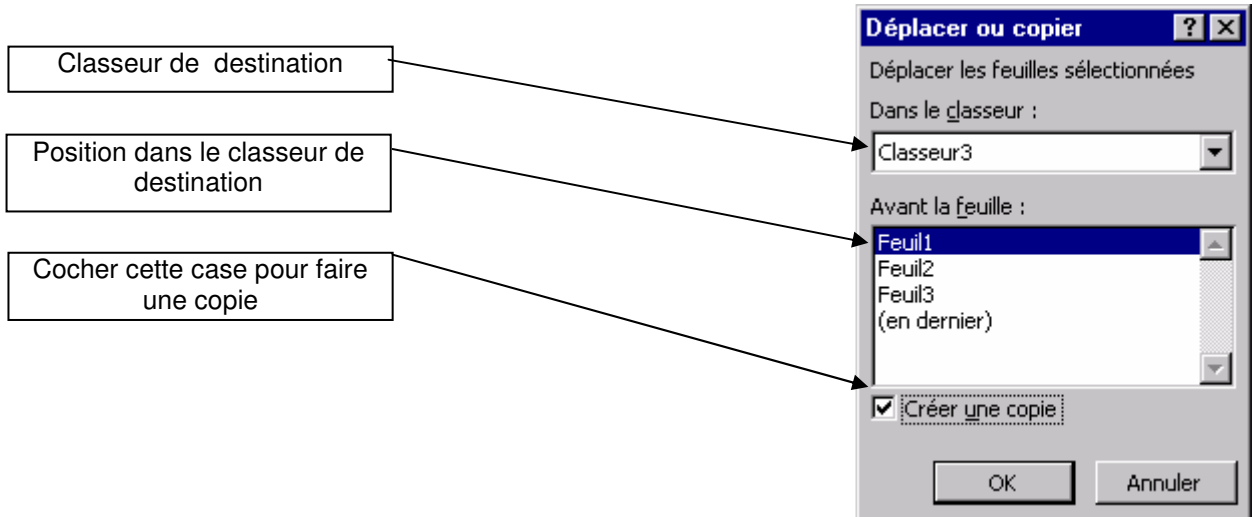 Classeur de destination
Position dans le classeur de
destination
Cocher cette case pour faire
une copie
Déplacer ou copier
Déplacer les feuilles sélectionnées
Dans le classeur :
Classeur3
Avant la feuille :
Feuil1
Feuil2
Feuil3
(en dernier)
Créer une copie
OK Annuler